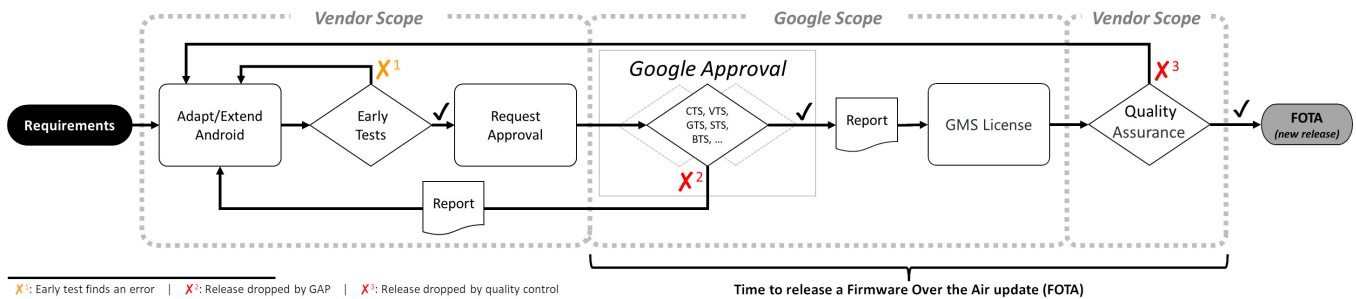 Vendor Scope
Google Scope
Vendor Scope
Requirements
Adapt/Extend
Android
✗1
Early
Tests
✓
Request
Approval
Google Approval
CTS, VTS,
GTS, STS,
BTS, ...
✓
✗2
Report
Report
GMS License
✗3
Quality
Assurance
✓
FOTA
(new release)
✗1: Early test finds an error | ✗2: Release dropped by GAP | ✗3: Release dropped by quality control
Time to release a Firmware Over the Air update (FOTA)